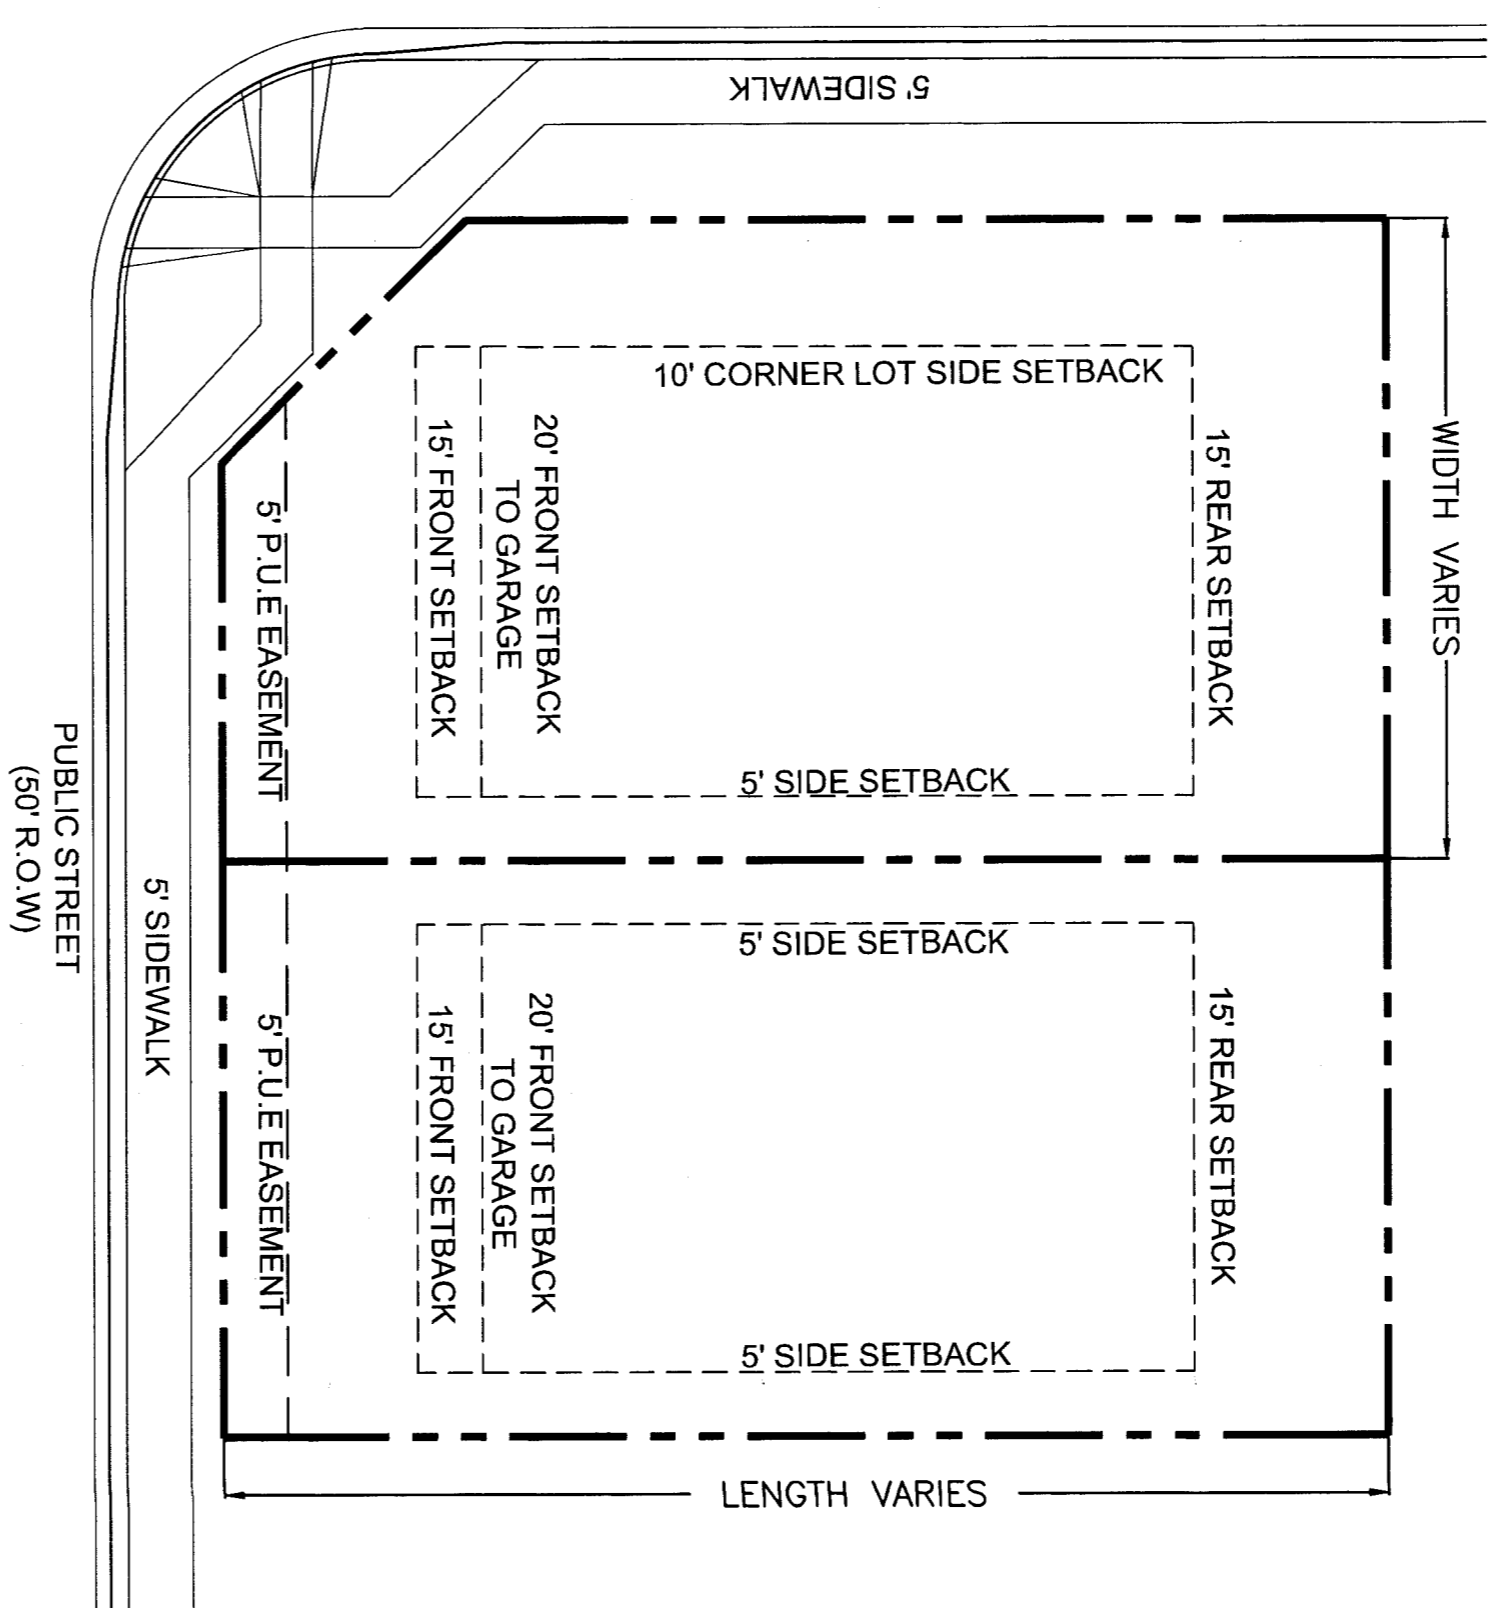 5' SIDEWALK
10' CORNER LOT SIDE SETBACK
WIDTH VARIES
15' REAR SETBACK
20' FRONT SETBACK
TO GARAGE
15' FRONT SETBACK
5' P.U.E EASEMENT
5' SIDE SETBACK
PUBLIC STREET
(50' R.O.W)
5' SIDEWALK
5' SIDE SETBACK
15' REAR SETBACK
20' FRONT SETBACK
TO GARAGE
15' FRONT SETBACK
5' P.U.E EASEMENT
5' SIDE SETBACK
LENGTH VARIES